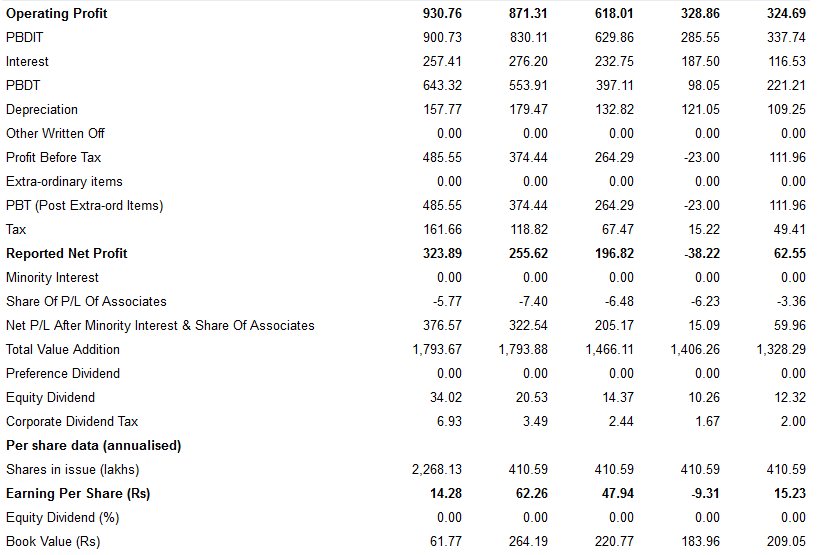 Operating Profit 930.76 871.31 618.01 328.86 324.69
PBDIT 900.73 830.11 629.86 285.55 337.74
Interest 257.41 276.20 232.75 187.50 116.53
PBDT 643.32 553.91 397.11 98.05 221.21
Depreciation 157.77 179.47 132.82 121.05 109.25
Other Written Off 0.00 0.00 0.00 0.00 0.00
Profit Before Tax 485.55 374.44 264.29 -23.00 111.96
Extra-ordinary items 0.00 0.00 0.00 0.00 0.00
PBT (Post Extra-ord Items) 485.55 374.44 264.29 -23.00 111.96
Tax 161.66 118.82 67.47 15.22 49.41
Reported Net Profit 323.89 255.62 196.82 -38.22 62.55
Minority Interest 0.00 0.00 0.00 0.00 0.00
Share Of P/L Of Associates -5.77 -7.40 -6.48 -6.23 -3.36
Net P/L After Minority Interest & Share Of Associates 376.57 322.54 205.17 15.09 59.96
Total Value Addition 1,793.67 1,793.88 1,466.11 1,406.26 1,328.29
Preference Dividend 0.00 0.00 0.00 0.00 0.00
Equity Dividend 34.02 20.53 14.37 10.26 12.32
Corporate Dividend Tax 6.93 3.49 2.44 1.67 2.00
Per share data (annualised)
Shares in issue (lakhs) 2,268.13 410.59 410.59 410.59 410.59
Earning Per Share (Rs) 14.28 62.26 47.94 -9.31 15.23
Equity Dividend (%) 0.00 0.00 0.00 0.00 0.00
Book Value (Rs) 61.77 264.19 220.77 183.96 209.05